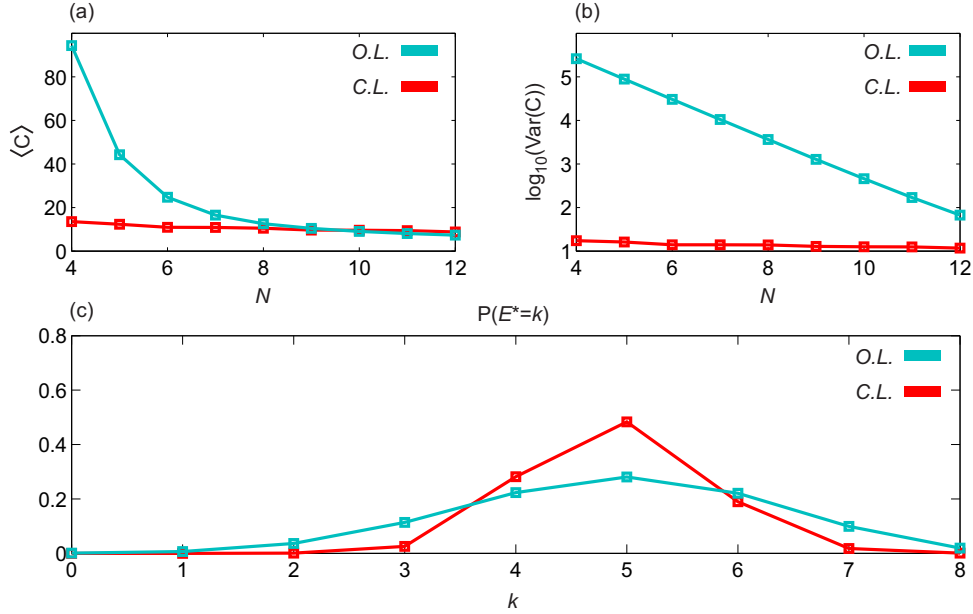 (a)
O.L.
C.L.
⟨C⟩
80
60
40
20
0
4 6 8 10 12
N
(b)
O.L.
C.L.
log10(Var(C))
5
4
3
2
1
4 6 8 10 12
N
(c)
P(E*=k)
O.L.
C.L.
0.8
0.6
0.4
0.2
0
0 1 2 3 4 5 6 7 8
k